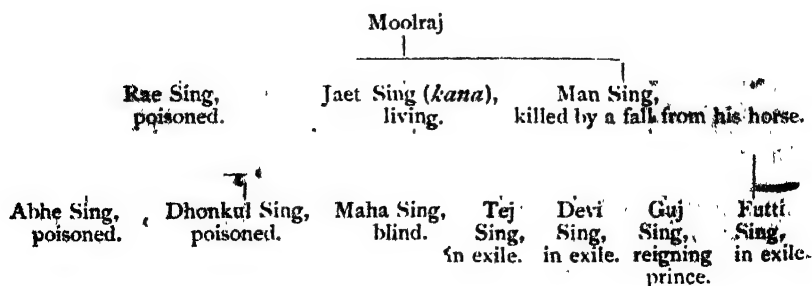 Moolraj
Rae Sing, Jaet Sing (kana), Man Sing,
poisoned. living. killed by a fall from his horse.
Abhe Sing, Dhonkul Sing, Maha Sing, Tej Devi Guj Futti
poisoned. poisoned. blind. Sing, Sing, Sing, Sing,
in exile. in exile. reigning in exile.
prince.